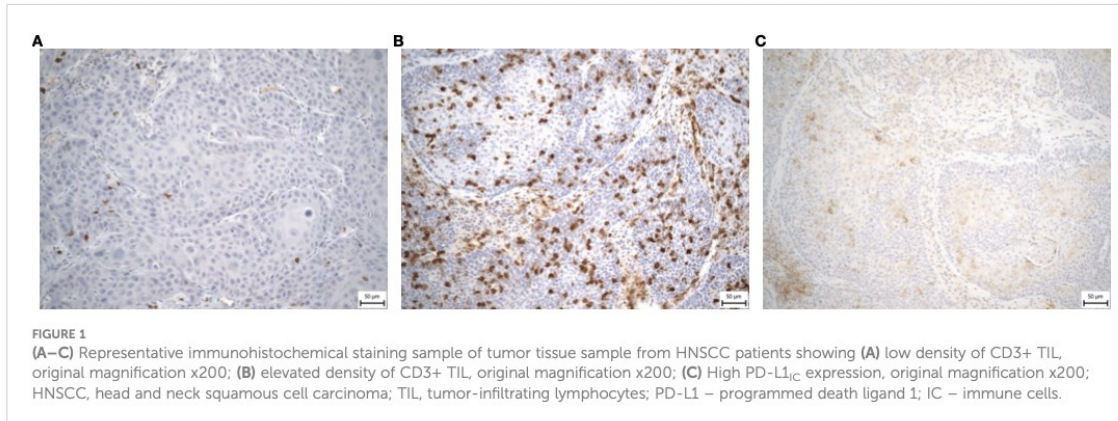 A
B
C
50 µm
50 µm
50 µm
FIGURE 1
(A–C) Representative immunohistochemical staining sample of tumor tissue sample from HNSCC patients showing (A) low density of CD3+ TIL,
original magnification x200; (B) elevated density of CD3+ TIL, original magnification x200; (C) High PD-L1IC expression, original magnification x200;
HNSCC, head and neck squamous cell carcinoma; TIL, tumor-infiltrating lymphocytes; PD-L1 – programmed death ligand 1; IC – immune cells.